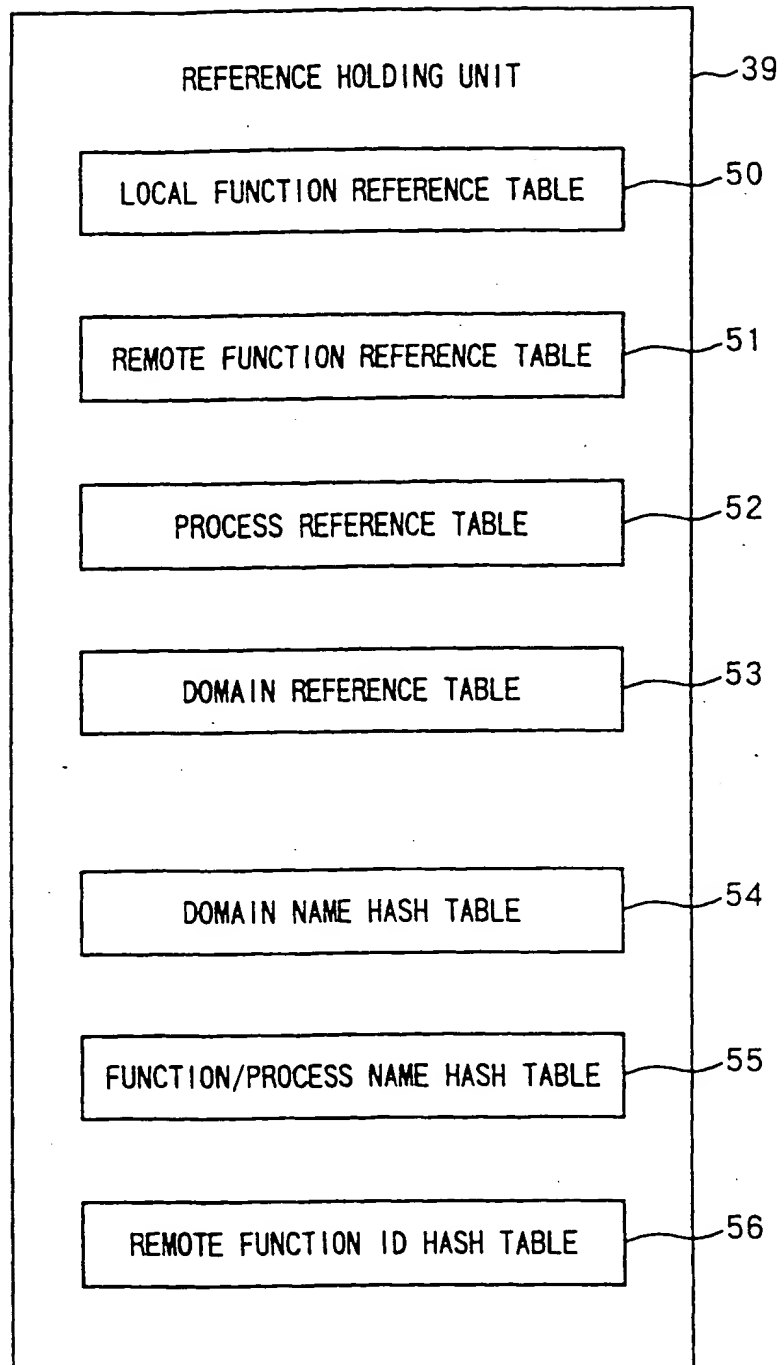 REFERENCE HOLDING UNIT 39
LOCAL FUNCTION REFERENCE TABLE 50
REMOTE FUNCTION REFERENCE TABLE 51
PROCESS REFERENCE TABLE 52
DOMAIN REFERENCE TABLE 53
DOMAIN NAME HASH TABLE 54
FUNCTION/PROCESS NAME HASH TABLE 55
REMOTE FUNCTION ID HASH TABLE 56